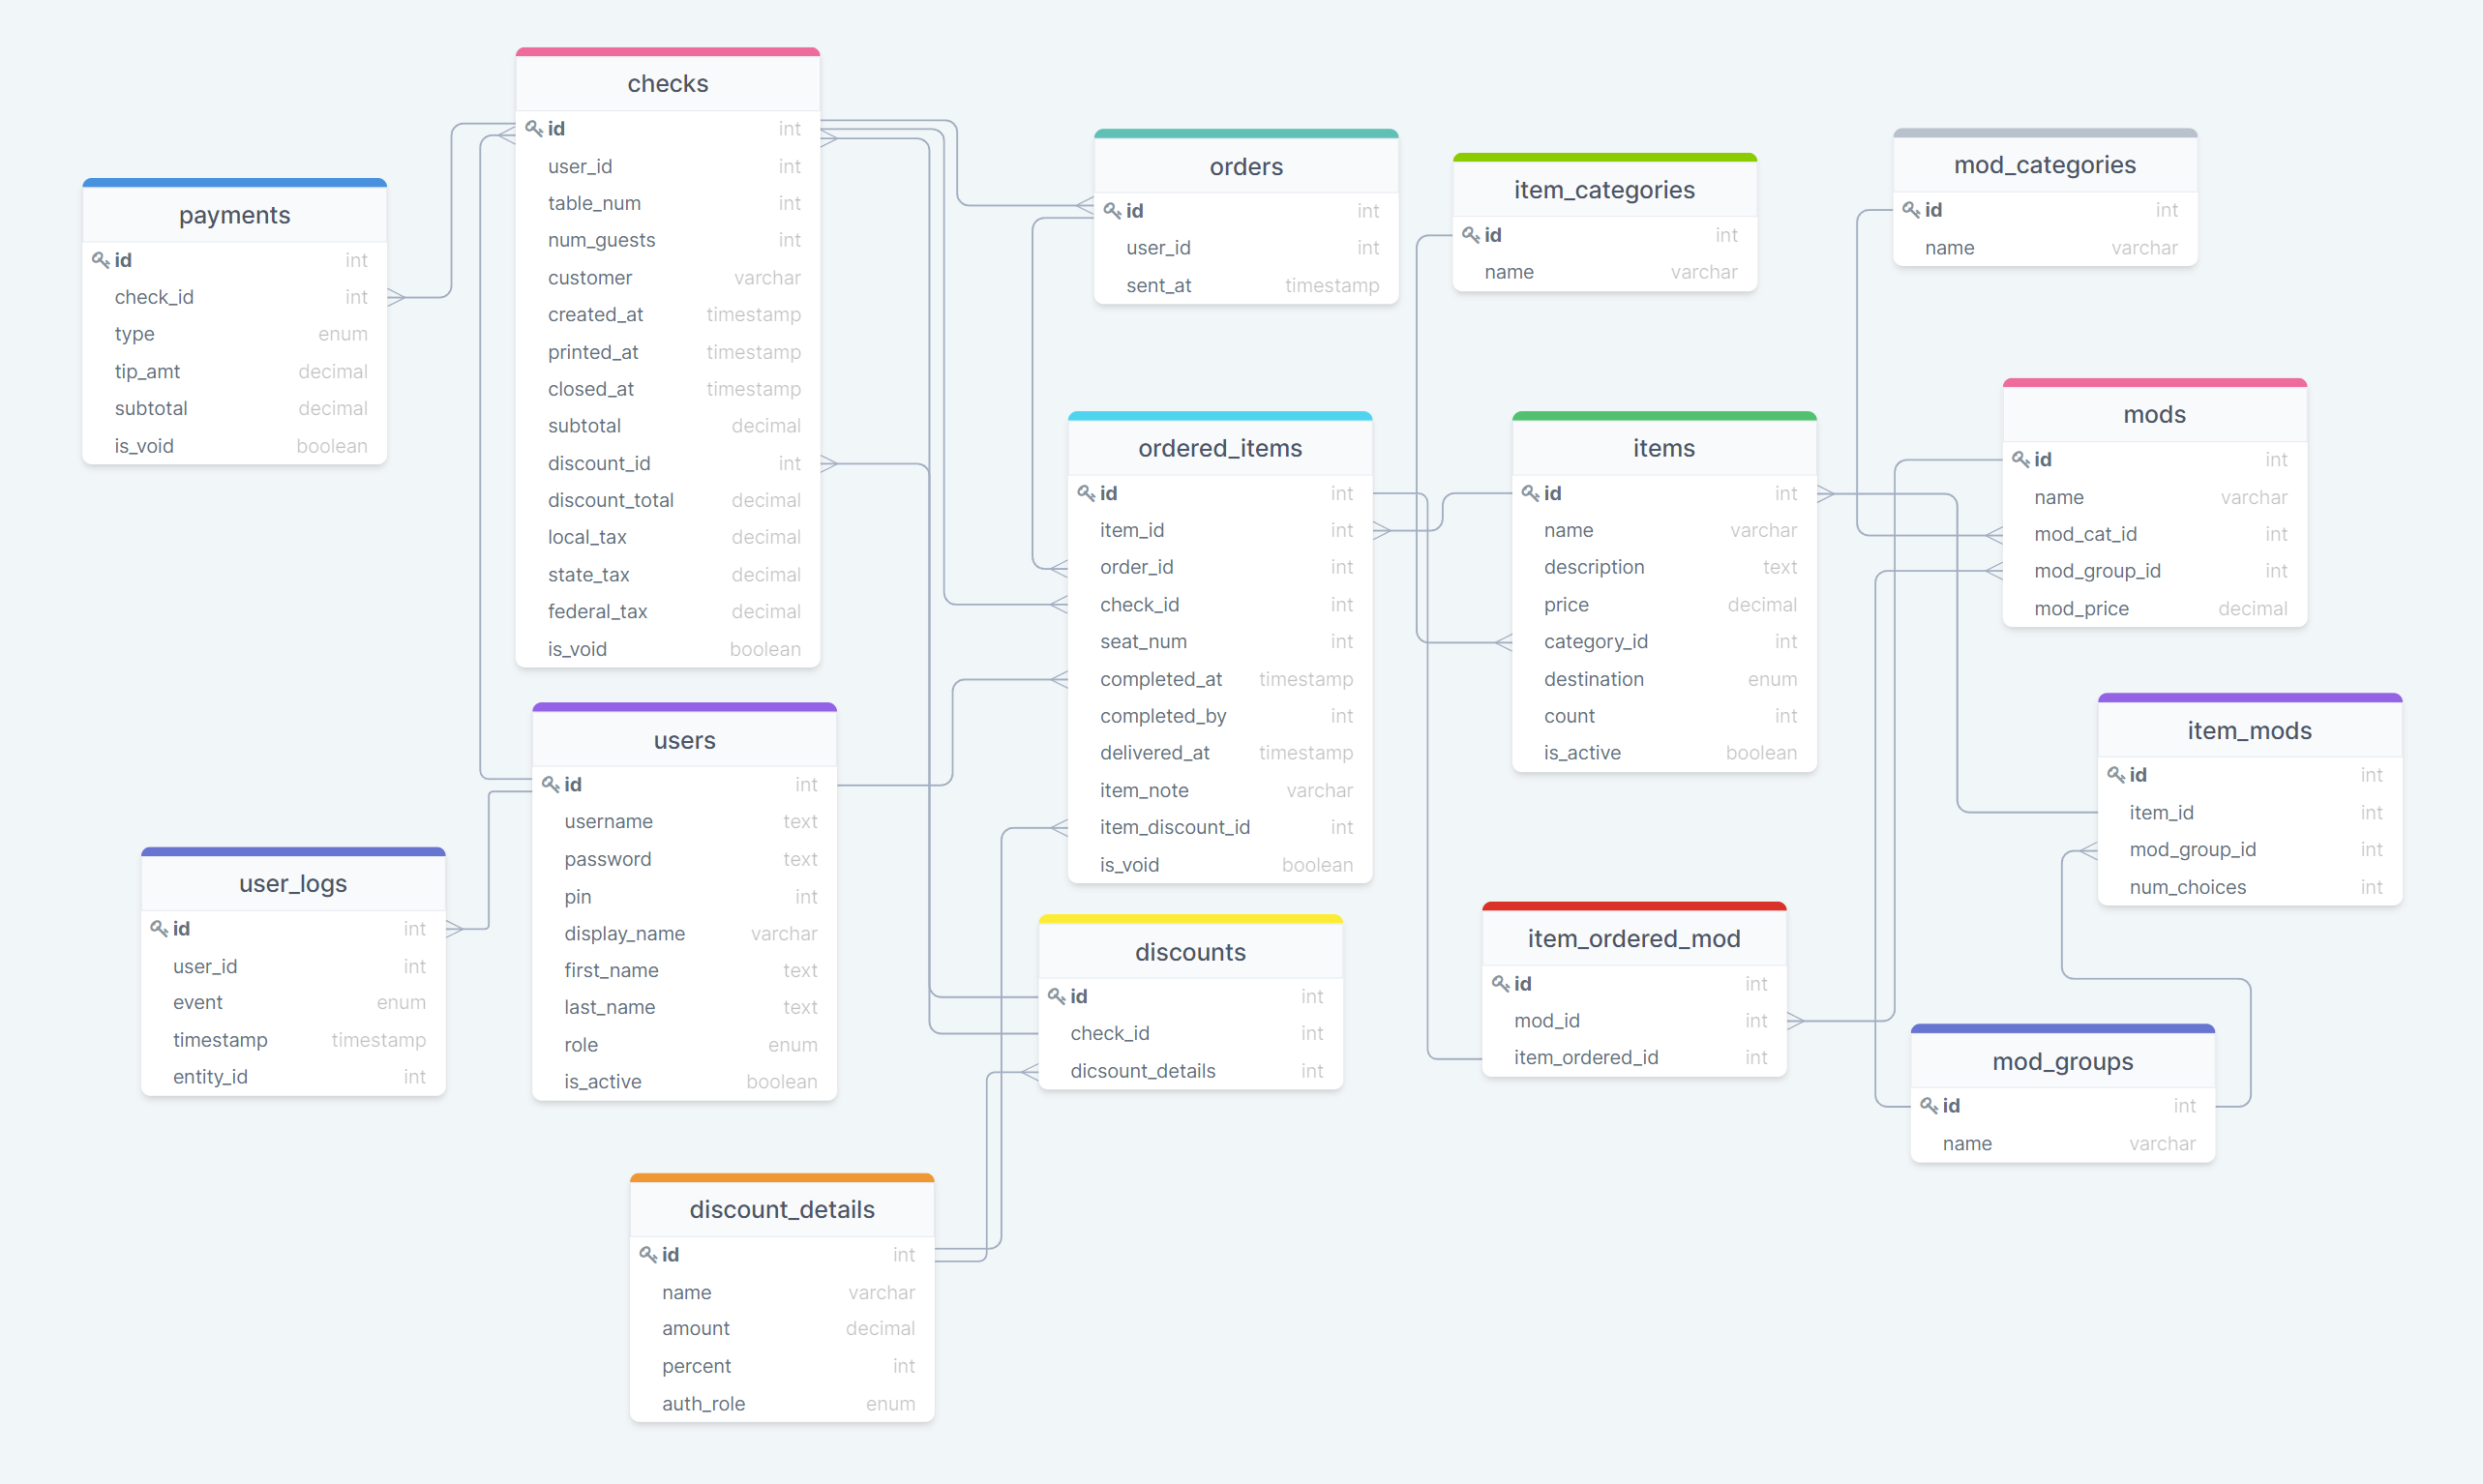 checks
id int
user_id int
table_num int
num_guests int
customer varchar
created_at timestamp
printed_at timestamp
closed_at timestamp
subtotal decimal
discount_id int
discount_total decimal
local_tax decimal
state_tax decimal
federal_tax decimal
is_void boolean
payments
id int
check_id int
type enum
tip_amt decimal
subtotal decimal
is_void boolean
orders
id int
user_id int
sent_at timestamp
item_categories
id int
name varchar
mod_categories
id int
name varchar
ordered_items
id int
item_id int
order_id int
check_id int
seat_num int
completed_at timestamp
completed_by int
delivered_at timestamp
item_note varchar
item_discount_id int
is_void boolean
items
id int
name varchar
description text
price decimal
category_id int
destination enum
count int
is_active boolean
mods
id int
name varchar
mod_cat_id int
mod_group_id int
mod_price decimal
users
id int
username text
password text
pin int
display_name varchar
first_name text
last_name text
role enum
is_active boolean
item_mods
id int
item_id int
mod_group_id int
num_choices int
user_logs
id int
user_id int
event enum
timestamp timestamp
entity_id int
discounts
id int
check_id int
dicsount_details int
item_ordered_mod
id int
mod_id int
item_ordered_id int
mod_groups
id int
name varchar
discount_details
id int
name varchar
amount decimal
percent int
auth_role enum